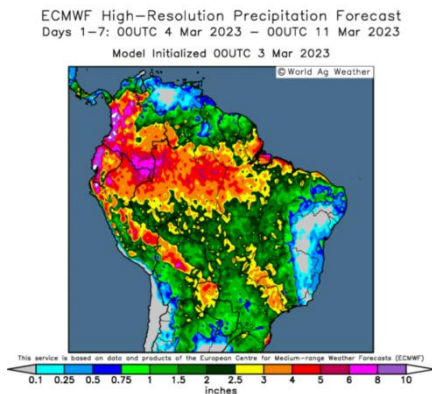 ECMWF High-Resolution Precipitation Forecast
Days 1-7: 00UTC 4 Mar 2023 - 00UTC 11 Mar 2023
Model Initialized 00UTC 3 Mar 2023
© World Ag Weather
This service is based on data and products of the European Centre for Medium-range Weather Forecasts (ECMWF)
0.1 0.25 0.5 0.75 1 1.5 2 2.5 3 4 5 6 8 10
inches